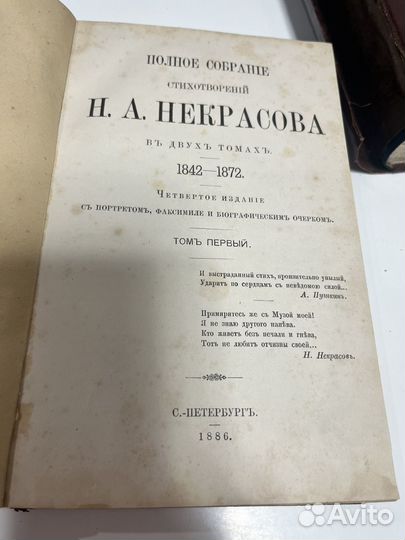 ПОЛНОЕ СОБРАНІЕ
СТИХОТВОРЕНІЙ
Н. А. НЕКРАСОВА
ВЪ ДВУХЪ ТОМАХЪ.
1842—1872.
ЧЕТВЕРТОЕ ИЗДАНІЕ
СЪ ПОРТРЕТОМЪ, ФАКСИМИЛЕ И БІОГРАФИЧЕСКИМЪ ОЧЕРКОМЪ.
ТОМЪ ПЕРВЫЙ.
И выстраданный стихъ, пронзительно унылый,
Ударитъ по сердцамъ съ невѣдомою силой...
А. Пушкинъ.
Примиритесь же съ Музой моей!
Я не знаю другого напѣва.
Кто живетъ безъ печали и гнѣва,
Тотъ не любитъ отчизны своей,..
Н. Некрасовъ.
С.-ПЕТЕРБУРГЪ.
1886.
Avito